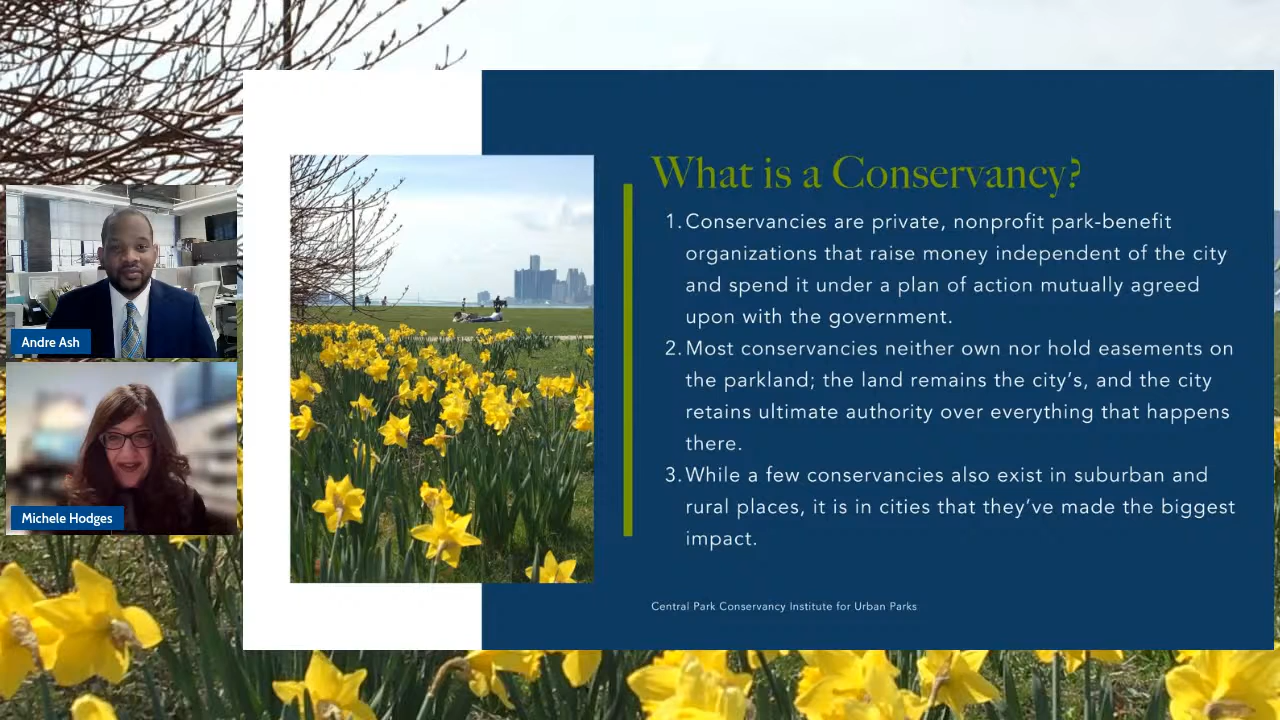 What is a Conservancy?
1. Conservancies are private, nonprofit park-benefit
organizations that raise money independent of the city
and spend it under a plan of action mutually agreed
upon with the government.
2. Most conservancies neither own nor hold easements on
the parkland; the land remains the city's, and the city
retains ultimate authority over everything that happens
there.
3. While a few conservancies also exist in suburban and
rural places, it is in cities that they've made the biggest
impact.
Central Park Conservancy Institute for Urban Parks
Andre Ash
Michele Hodges